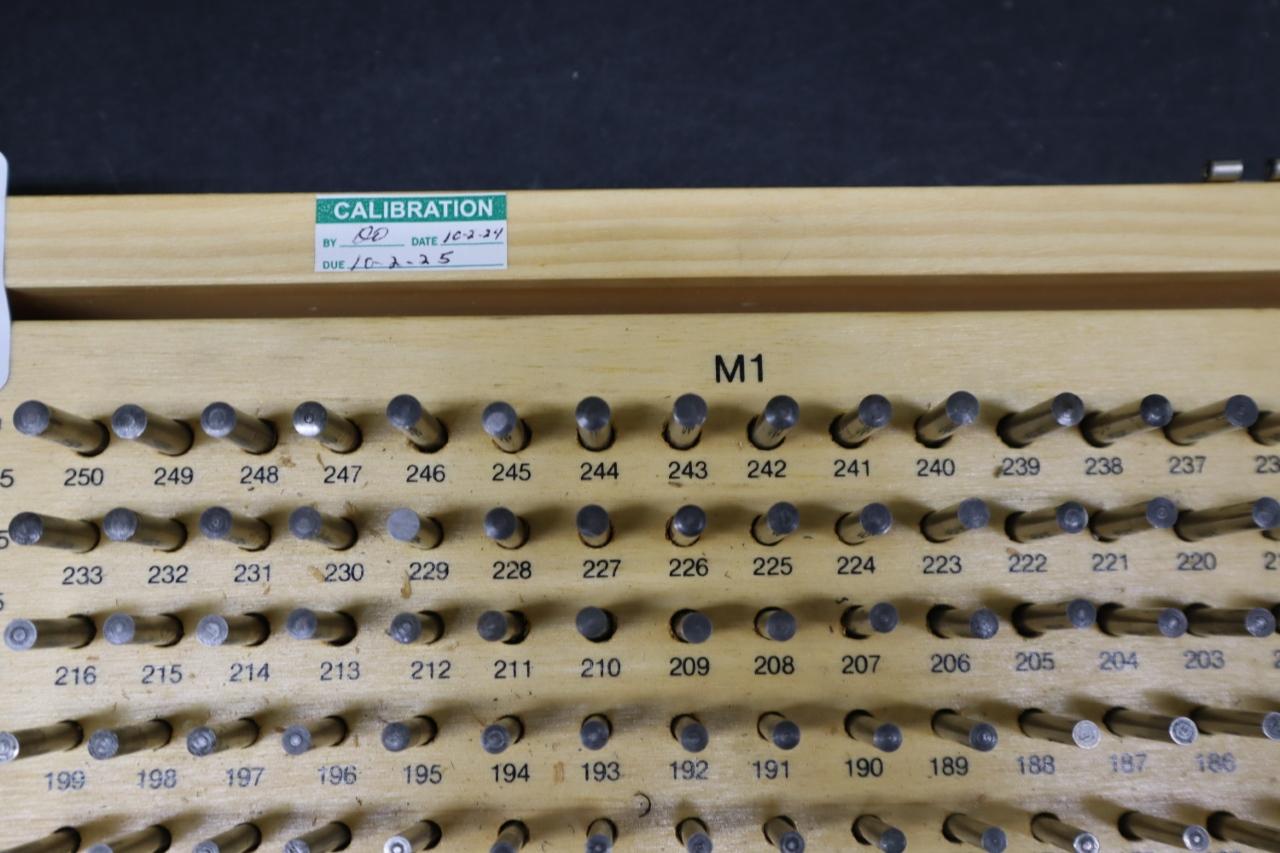 CALIBRATION
BY DATE 10-2-24
DUE 10-2-25
M1
250 249 248 247 246 245 244 243 242 241 240 239 238 237
233 232 231 230 229 228 227 226 225 224 223 222 221 220
216 215 214 213 212 211 210 209 208 207 206 205 204 203
199 198 197 196 195 194 193 192 191 190 189 188 187 186